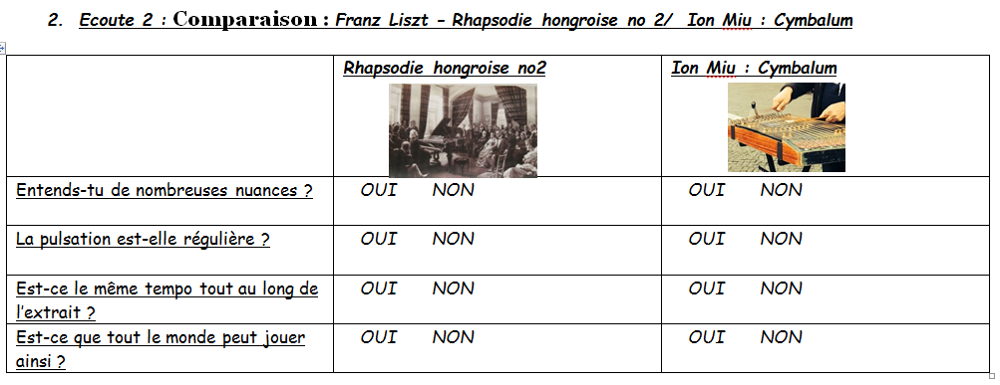 2. Ecoute 2 : Comparaison : Franz Liszt - Rhapsodie hongroise no 2/ Ion Miu : Cymbalum
Rhapsodie hongroise no2 Ion Miu : Cymbalum
Entends-tu de nombreuses nuances ? OUI NON OUI NON
La pulsation est-elle régulière ? OUI NON OUI NON
Est-ce le même tempo tout au long de OUI NON OUI NON
l'extrait ?
Est-ce que tout le monde peut jouer OUI NON OUI NON
ainsi ?